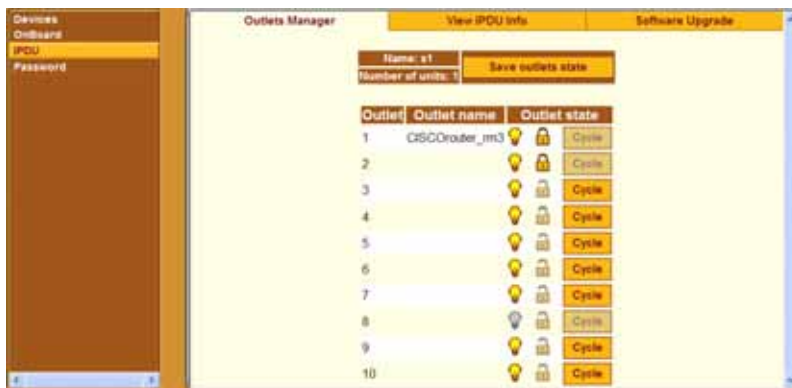 Devices
OnBoard
IPDU
Password
Outlets Manager
View IPDU Info
Software Upgrade
Name: s1
Number of units: 1
Save outlets state
Outlet Outlet name Outlet state
1 CISCOrouter_rm3 Cycle
2 Cycle
3 Cycle
4 Cycle
5 Cycle
6 Cycle
7 Cycle
8 Cycle
9 Cycle
10 Cycle